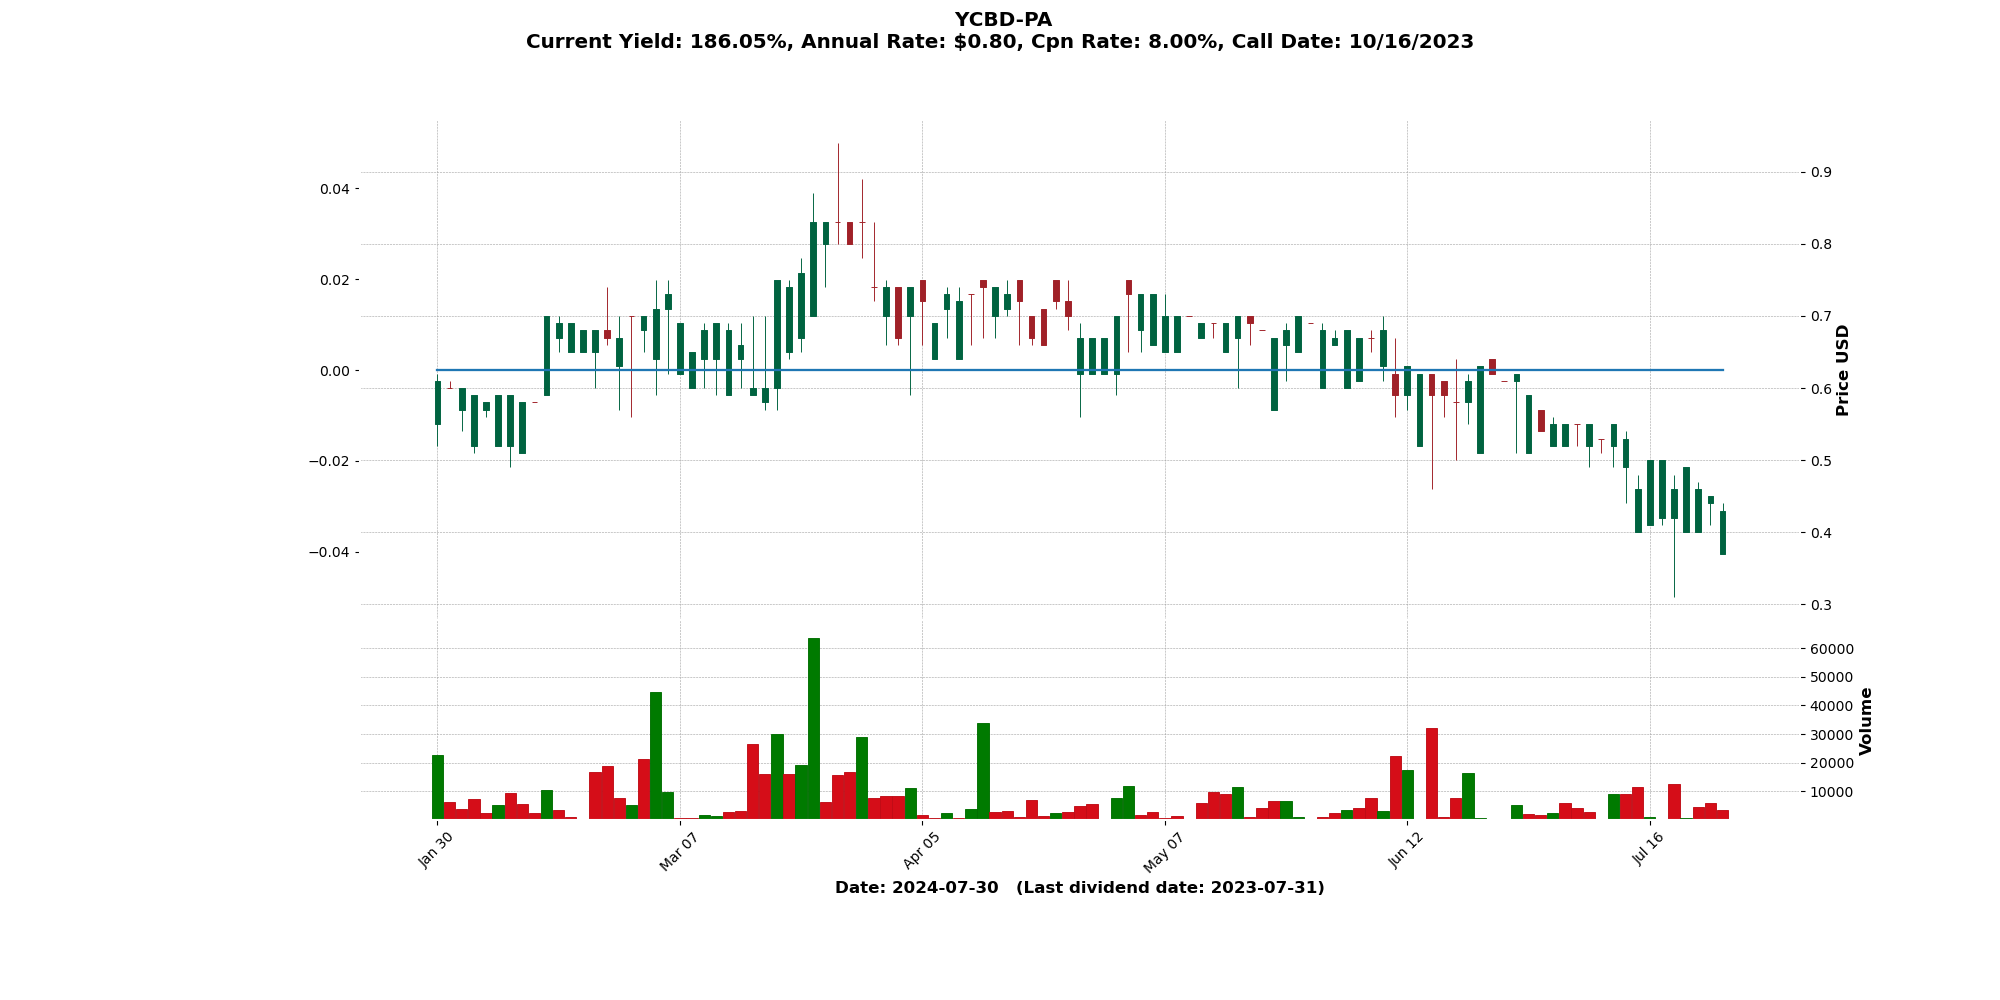 YCBD-PA
Current Yield: 186.05%, Annual Rate: $0.80, Cpn Rate: 8.00%, Call Date: 10/16/2023
0.04
0.02
0.00
−0.02
−0.04
0.9
0.8
0.7
0.6
0.5
0.4
0.3
Price USD
60000
50000
40000
30000
20000
10000
Volume
Jan 30
Mar 07
Apr 05
May 07
Jun 12
Jul 16
Date: 2024-07-30 (Last dividend date: 2023-07-31)